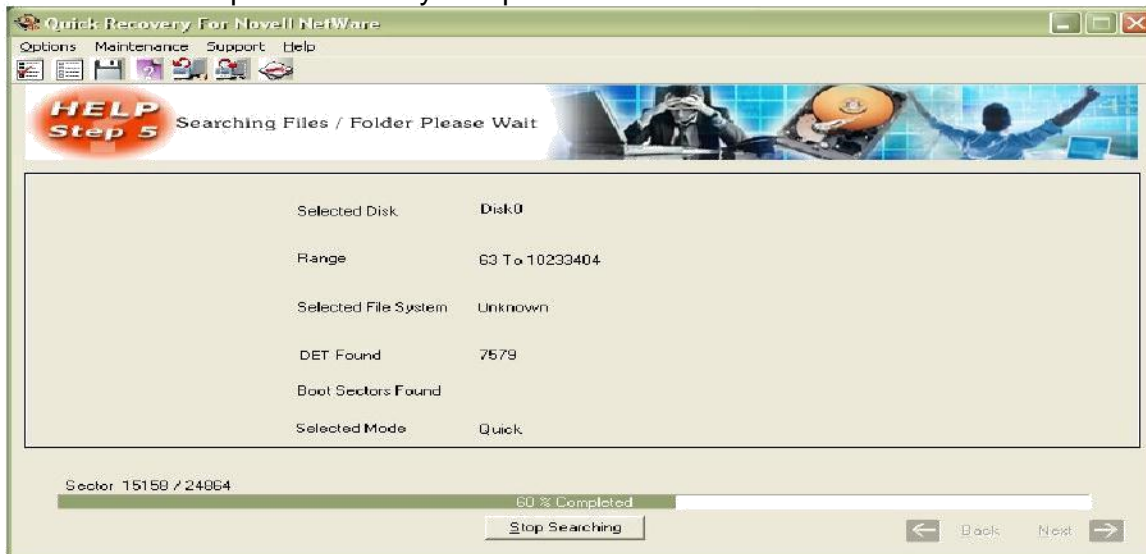 Quick Recovery For Novell NetWare
Options Maintenance Support Help
HELP
Step 5
Searching Files / Folder Please Wait
Selected Disk Disk0
Range 63 To 10233404
Selected File System Unknown
DET Found 7579
Boot Sectors Found
Selected Mode Quick
Sector 15158 / 24864
60 % Completed
Stop Searching
Back Next